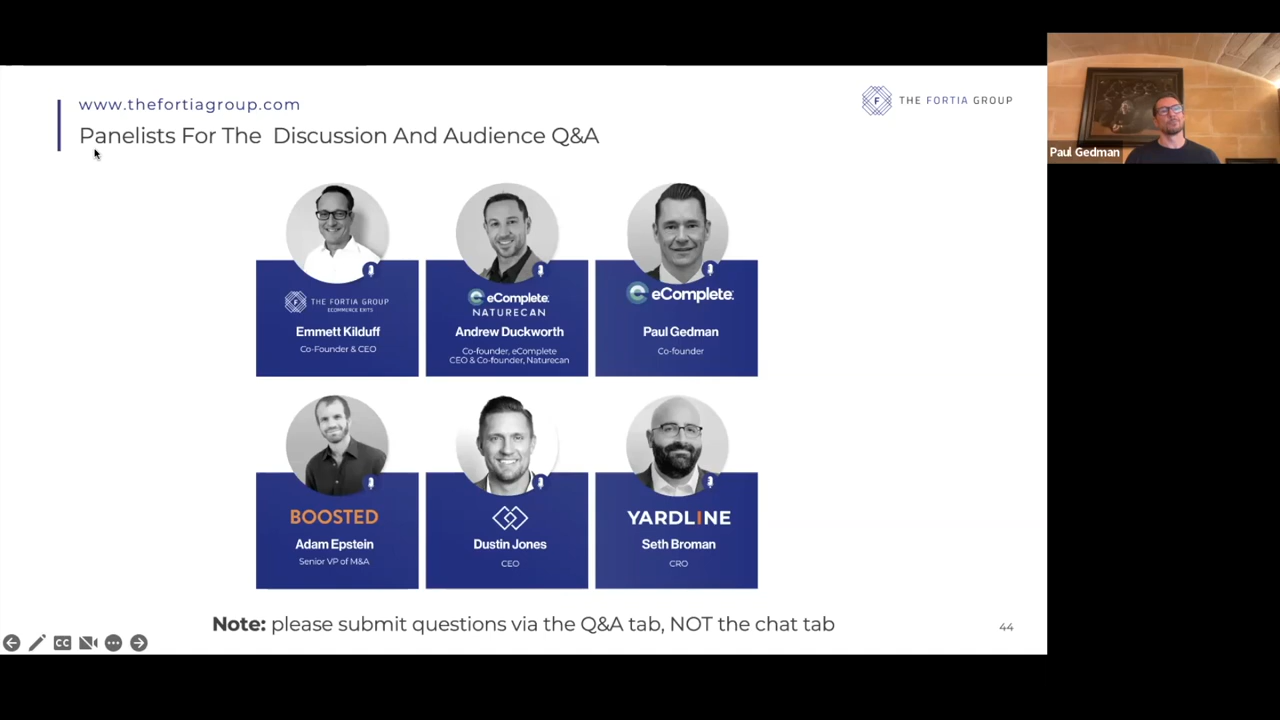 www.thefortiagroup.com
F THE FORTIA GROUP
Panelists For The Discussion And Audience Q&A
Paul Gedman
F THE FORTIA GROUP
ECOMMERCE EXITS
Emmett Kilduff
Co-Founder & CEO
eComplete
NATURECAN
Andrew Duckworth
Co-founder, eComplete
CEO & Co-founder, Naturecan
eComplete
Paul Gedman
Co-founder
BOOSTED
Adam Epstein
Senior VP of M&A
Dustin Jones
CEO
YARDLINE
Seth Broman
CRO
Note: please submit questions via the Q&A tab, NOT the chat tab
44
CC